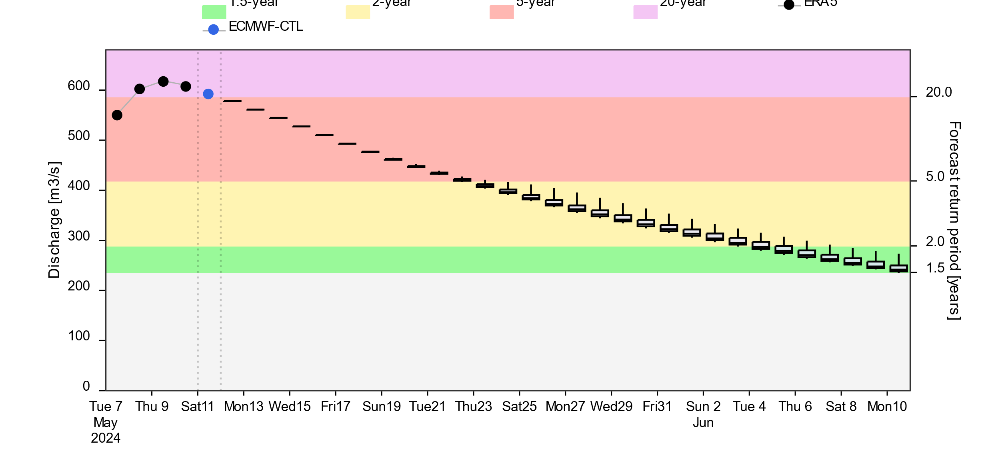 1.5-year 2-year 5-year 20-year ERA5
ECMWF-CTL
600
500
400
300
200
100
0
Discharge [m3/s]
20.0
5.0
2.0
1.5
Forecast return period [years]
Tue 7 Thu 9 Sat11 Mon13 Wed15 Fri17 Sun19 Tue21 Thu23 Sat25 Mon27 Wed29 Fri31 Sun 2 Tue 4 Thu 6 Sat 8 Mon10
May Jun
2024